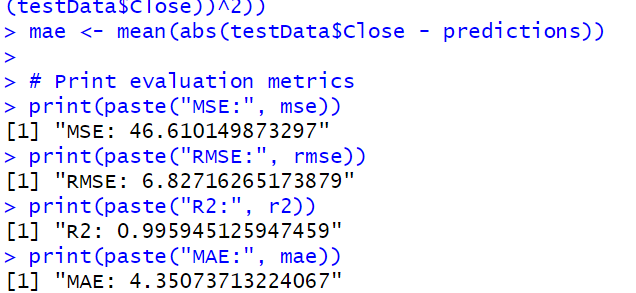 (testData$Close))^2))
> mae <- mean(abs(testData$Close - predictions))
>
> # Print evaluation metrics
> print(paste("MSE:", mse))
[1] "MSE: 46.610149873297"
> print(paste("RMSE:", rmse))
[1] "RMSE: 6.82716265173879"
> print(paste("R2:", r2))
[1] "R2: 0.995945125947459"
> print(paste("MAE:", mae))
[1] "MAE: 4.35073713224067"